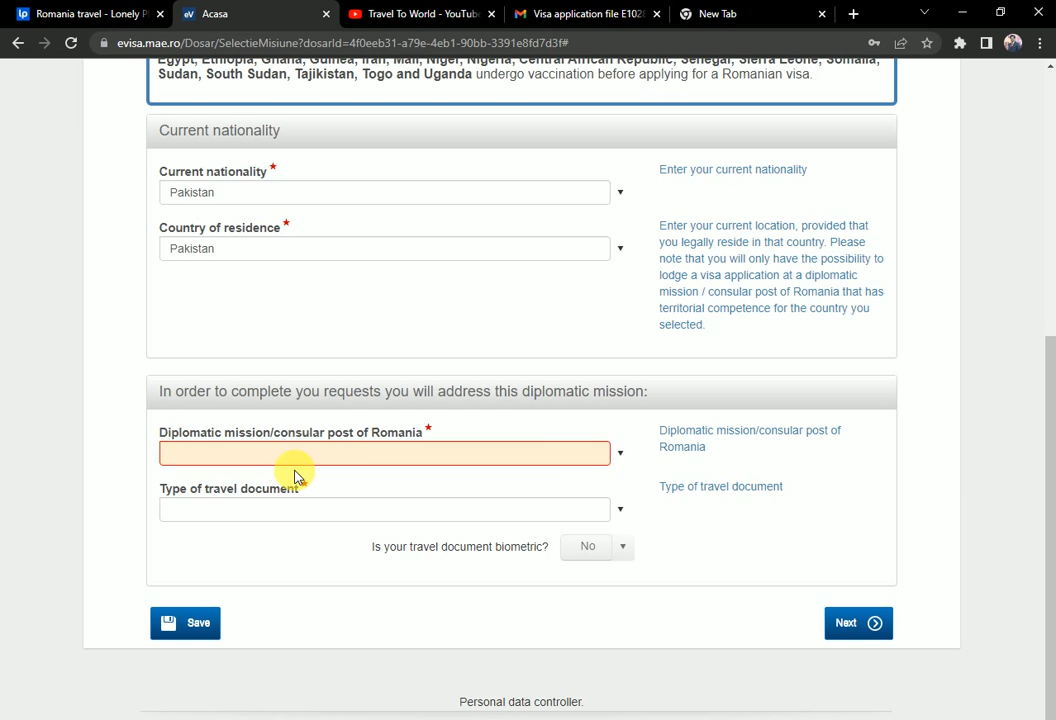 Romania travel - Lonely P
Acasa
Travel To World - YouTube
Visa application file E102
New Tab
evisa.mae.ro/Dosar/SelectieMisiune?dosarId=4f0eeb31-a79e-4eb1-90bb-3391e8fd7d3f#
Egypt, Ethiopia, Ghana, Guinea, Iran, Mali, Niger, Nigeria, Central African Republic, Senegal, Sierra Leone, Somalia,
Sudan, South Sudan, Tajikistan, Togo and Uganda undergo vaccination before applying for a Romanian visa.
Current nationality
Current nationality *
Enter your current nationality
Pakistan
Country of residence *
Pakistan
Enter your current location, provided that
you legally reside in that country. Please
note that you will only have the possibility to
lodge a visa application at a diplomatic
mission / consular post of Romania that has
territorial competence for the country you
selected.
In order to complete you requests you will address this diplomatic mission:
Diplomatic mission/consular post of Romania *
Diplomatic mission/consular post of
Romania
Type of travel document
Type of travel document
Is your travel document biometric?
No
Save
Next
Personal data controller.